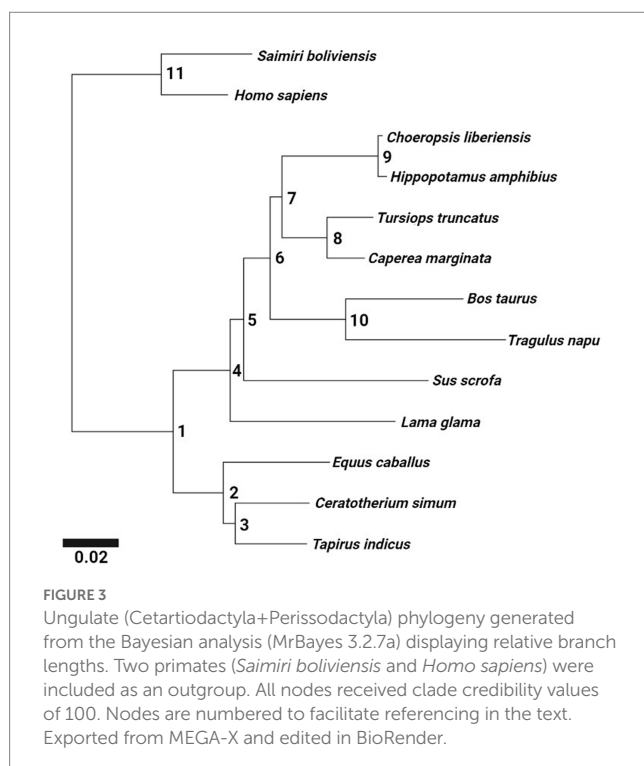 Saimiri boliviensis
11
Homo sapiens
Choeropsis liberiensis
9
Hippopotamus amphibius
7
Tursiops truncatus
8
Caperea marginata
6
Bos taurus
5
10
Tragulus napu
4
Sus scrofa
Lama glama
1
Equus caballus
2
Ceratotherium simum
3
Tapirus indicus
0.02
FIGURE 3
Ungulate (Cetartiodactyla+Perissodactyla) phylogeny generated
from the Bayesian analysis (MrBayes 3.2.7a) displaying relative branch
lengths. Two primates (Saimiri boliviensis and Homo sapiens) were
included as an outgroup. All nodes received clade credibility values
of 100. Nodes are numbered to facilitate referencing in the text.
Exported from MEGA-X and edited in BioRender.